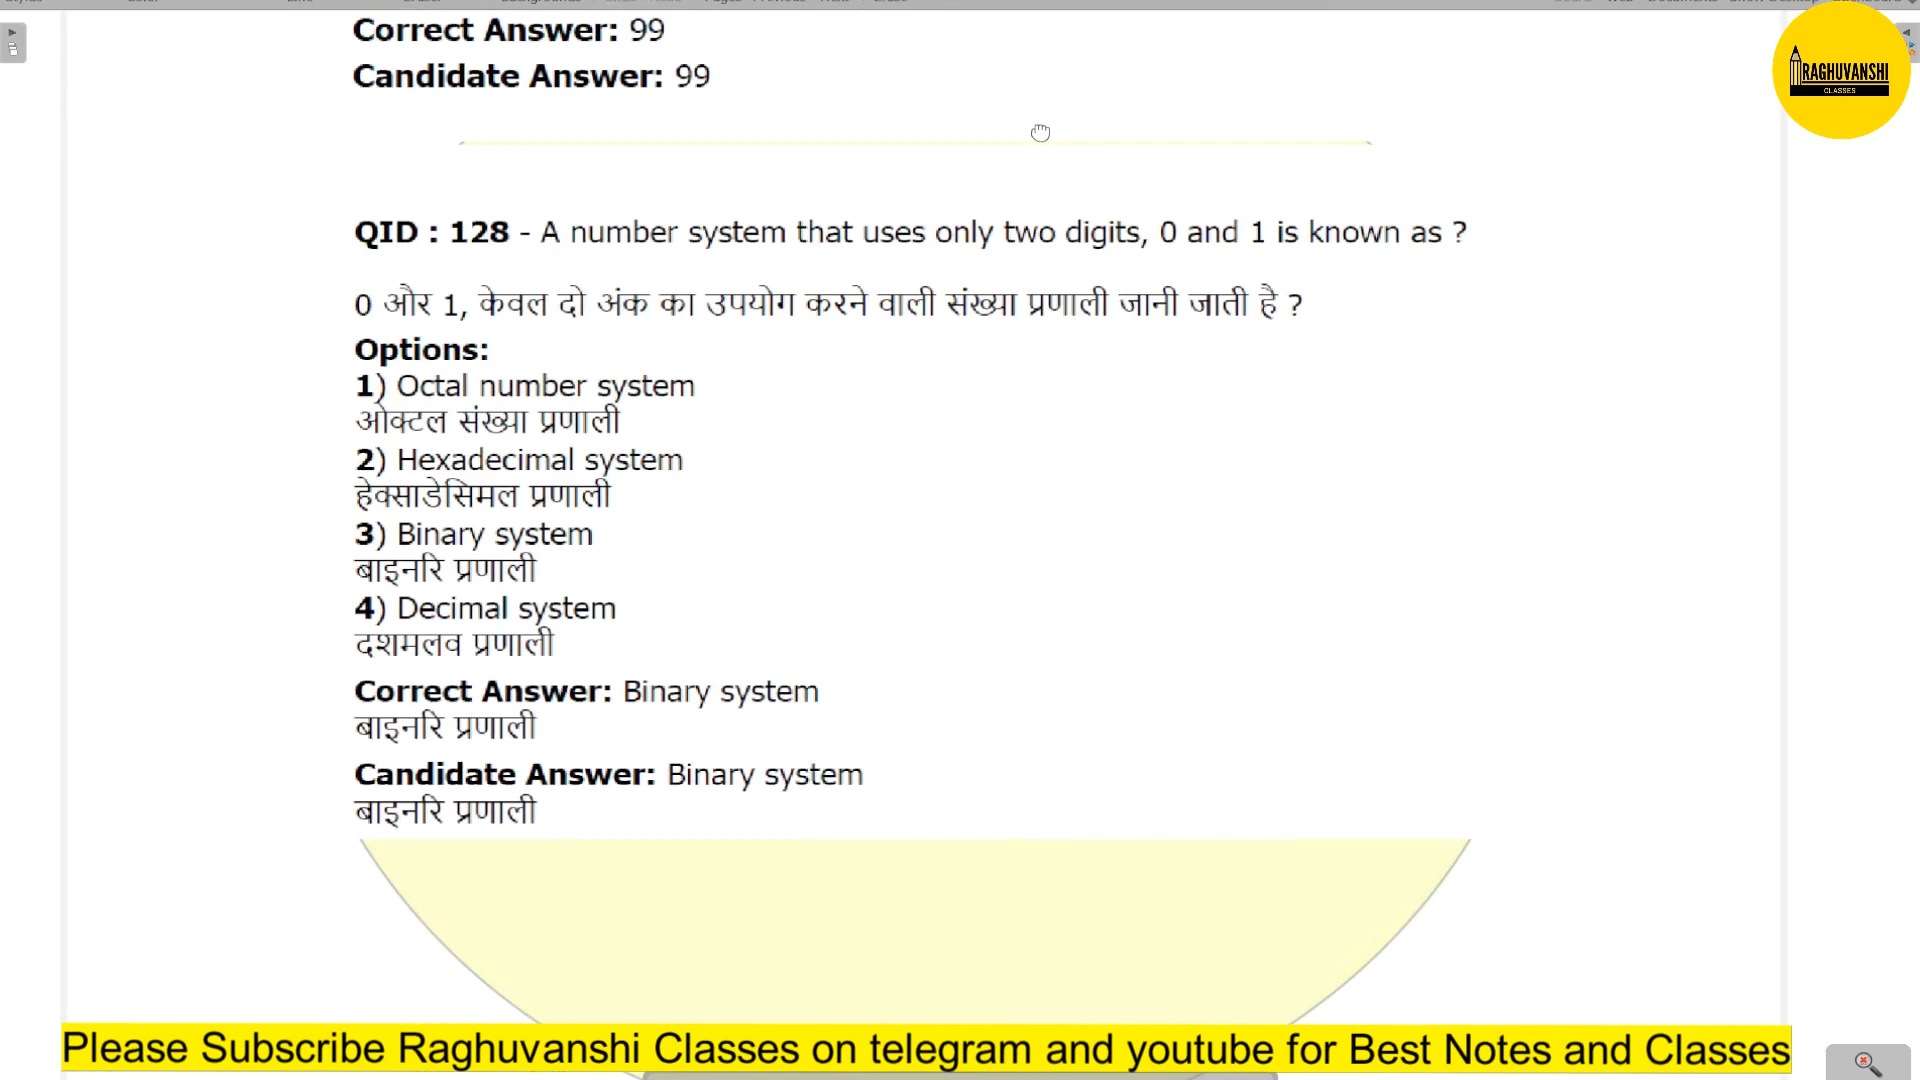 Correct Answer: 99
Candidate Answer: 99
RAGHUVANSHI
CLASSES
QID : 128 - A number system that uses only two digits, 0 and 1 is known as ?
0 और 1, केवल दो अंक का उपयोग करने वाली संख्या प्रणाली जानी जाती है ?
Options:
1) Octal number system
ओक्टल संख्या प्रणाली
2) Hexadecimal system
हेक्साडेसिमल प्रणाली
3) Binary system
बाइनरि प्रणाली
4) Decimal system
दशमलव प्रणाली
Correct Answer: Binary system
बाइनरि प्रणाली
Candidate Answer: Binary system
बाइनरि प्रणाली
Please Subscribe Raghuvanshi Classes on telegram and youtube for Best Notes and Classes